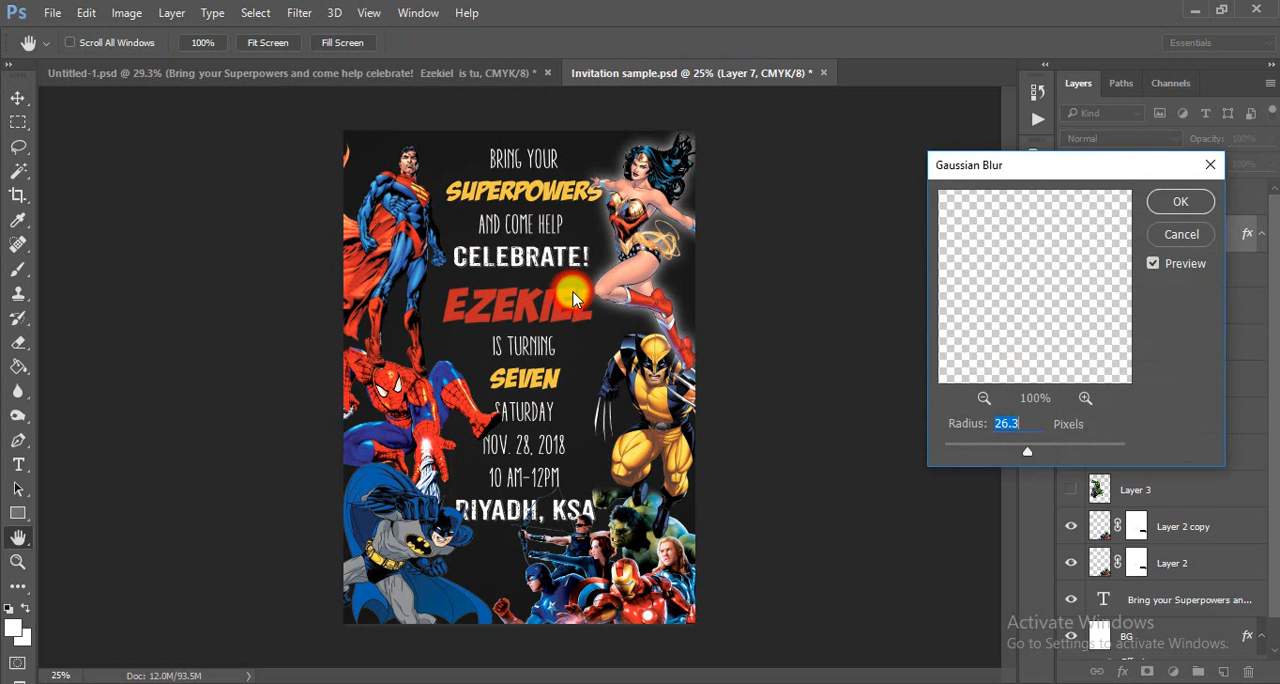 Ps File Edit Image Layer Type Select Filter 3D View Window Help
Scroll All Windows 100% Fit Screen Fill Screen Essentials
Untitled-1.psd @ 29.3% (Bring your Superpowers and come help celebrate! Ezekiel is tu, CMYK/8) * ×
Invitation sample.psd @ 25% (Layer 7, CMYK/8) * ×
BRING YOUR
SUPERPOWERS
AND COME HELP
CELEBRATE!
IS TURNING
SEVEN
SATURDAY
NOV. 28, 2018
10 AM-12PM
RIYADH, KSA
Layers Paths Channels
Kind
Normal Opacity: 100%
Gaussian Blur
OK
Cancel
Preview
100%
Radius: 26.3 Pixels
fx
Layer 3
Layer 2 copy
Layer 2
T Bring your Superpowers an...
BG fx
Activate Windows
Go to Settings to activate Windows.
25% Doc: 12.0M/93.5M